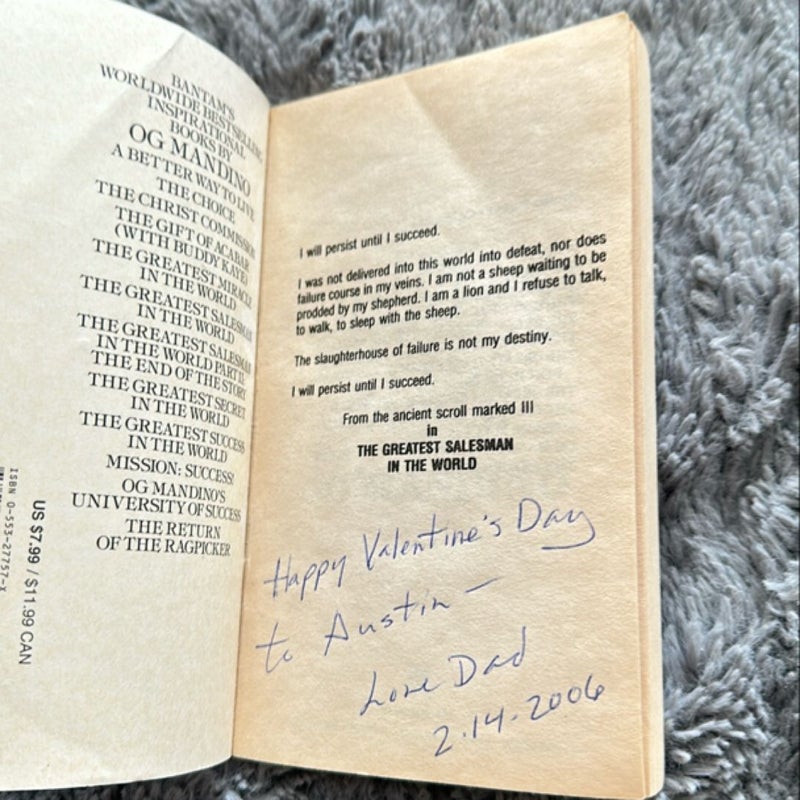 BANTAM'S
WORLDWIDE BESTSELLING
INSPIRATIONAL
BOOKS BY
OG MANDINO
A BETTER WAY TO LIVE
THE CHOICE
THE CHRIST COMMISSION
THE GIFT OF ACABAR
(WITH BUDDY KAYE)
THE GREATEST MIRACLE
IN THE WORLD
THE GREATEST SALESMAN
IN THE WORLD
THE GREATEST SALESMAN
IN THE WORLD PART II:
THE END OF THE STORY
THE GREATEST SECRET
IN THE WORLD
THE GREATEST SUCCESS
IN THE WORLD
MISSION: SUCCESS!
OG MANDINO'S
UNIVERSITY OF SUCCESS
THE RETURN
OF THE RAGPICKER
US $7.99 / $11.99 CAN
ISBN 0-553-27757-X
I will persist until I succeed.
I was not delivered into this world into defeat, nor does
failure course in my veins. I am not a sheep waiting to be
prodded by my shepherd. I am a lion and I refuse to talk,
to walk, to sleep with the sheep.
The slaughterhouse of failure is not my destiny.
I will persist until I succeed.
From the ancient scroll marked III
in
THE GREATEST SALESMAN
IN THE WORLD
Happy Valentine's Day
to Austin —
Love Dad
2.14.2006